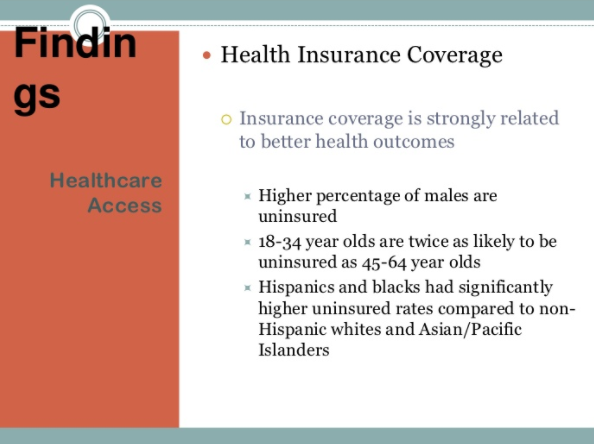 Findin
gs
Healthcare
Access
• Health Insurance Coverage
Insurance coverage is strongly related
to better health outcomes
Higher percentage of males are
uninsured
18-34 year olds are twice as likely to be
uninsured as 45-64 year olds
Hispanics and blacks had significantly
higher uninsured rates compared to non-
Hispanic whites and Asian/Pacific
Islanders